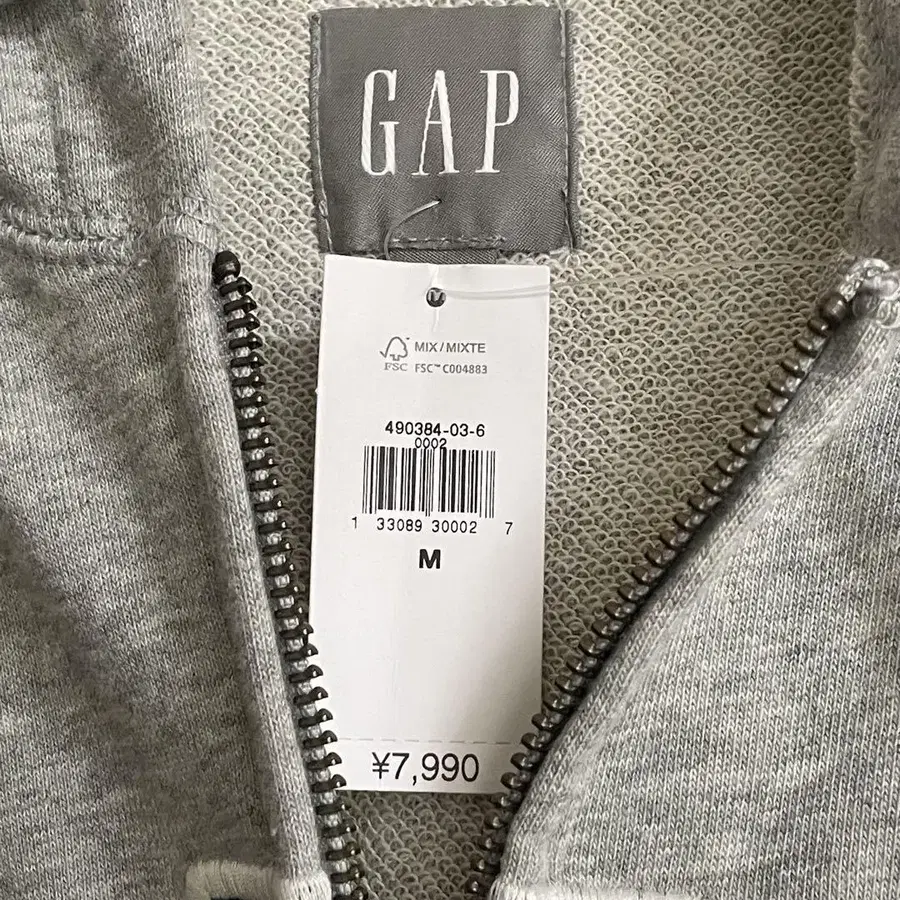 GAP
MIX / MIXTE
FSC FSC™ C004883
490384-03-6
0002
1 33089 30002 7
M
¥7,990